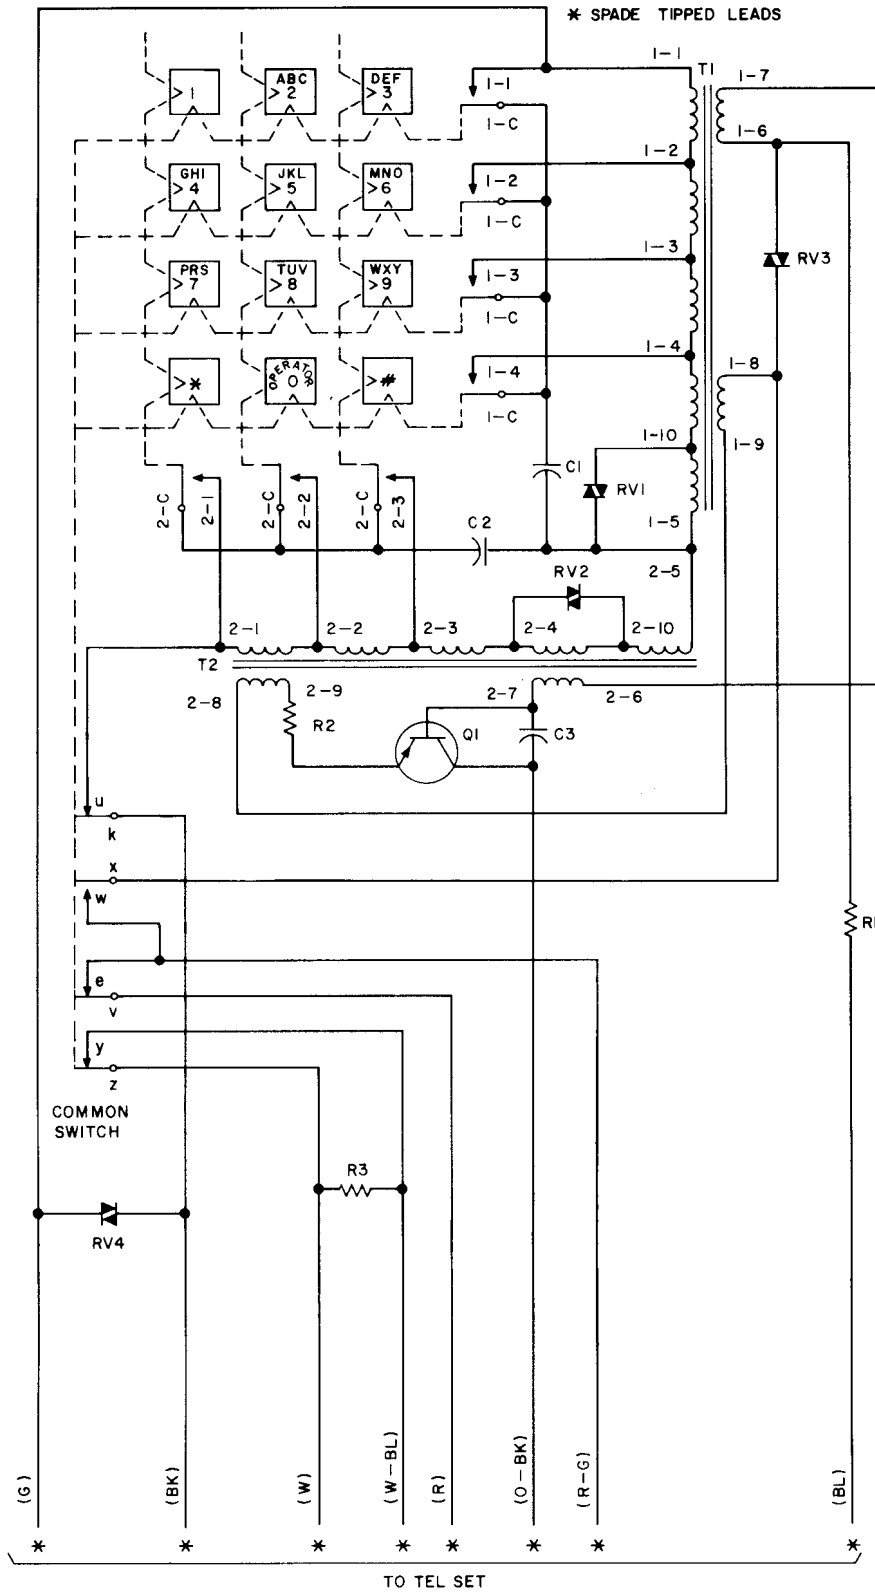 * SPADE TIPPED LEADS
1-1 T1
1-7
1
ABC
2
DEF
3
1-1
1-C
1-6
1-2
GHI
4
JKL
5
MNO
6
1-2
1-C
1-3
RV3
PRS
7
TUV
8
WXY
9
1-3
1-C
1-4
1-8
*
OPERATOR
0
#
1-4
1-C
1-10
1-9
C1
RV1
2-C
2-1
2-C
2-2
2-C
2-3
1-5
C2
2-5
RV2
2-1
2-2
2-3
2-4
2-10
T2
2-8
2-9
2-7
2-6
R2
Q1
C3
u
k
x
w
e
v
y
z
COMMON
SWITCH
R3
RV4
(G)
(BK)
(W)
(W-BL)
(R)
(O-BK)
(R-G)
(BL)
* * * * * * * *
TO TEL SET